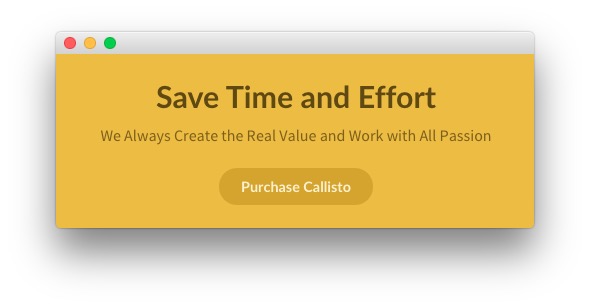 Save Time and Effort
We Always Create the Real Value and Work with All Passion
Purchase Callisto